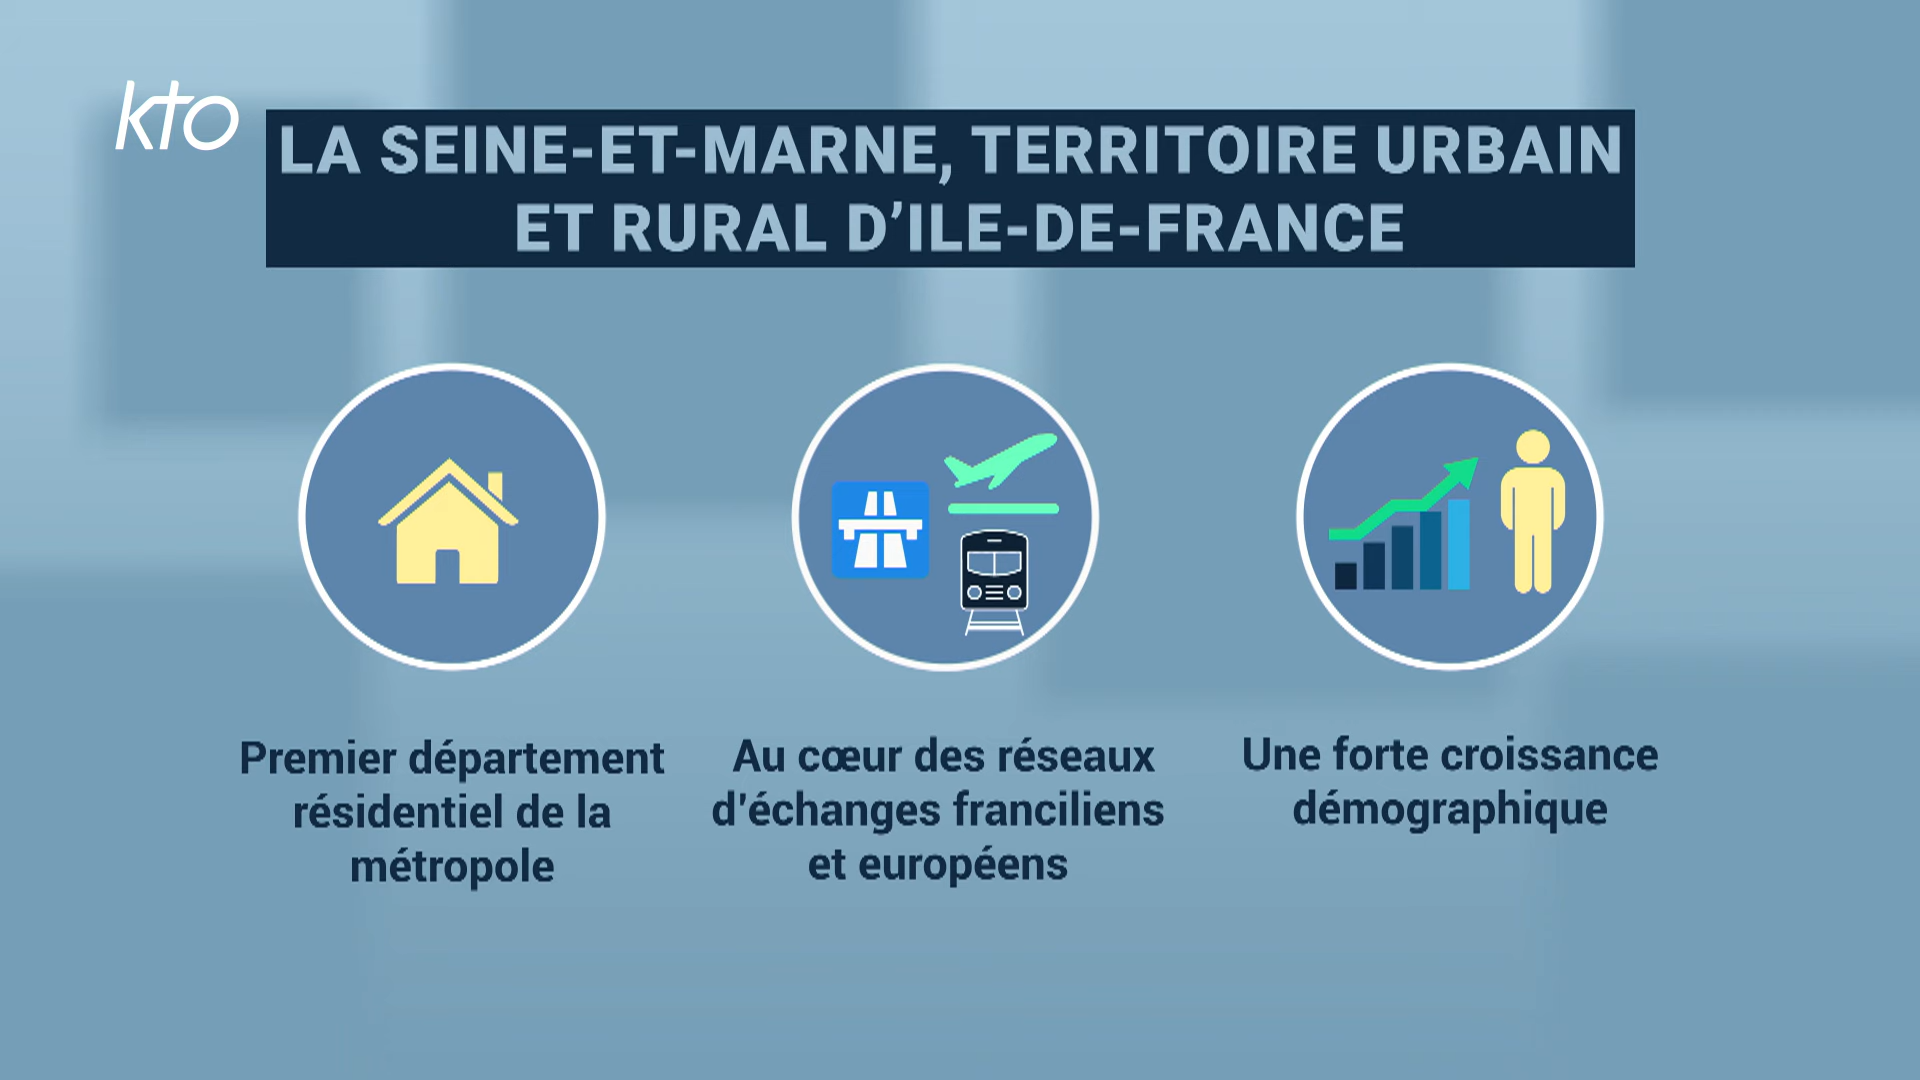 kto
LA SEINE-ET-MARNE, TERRITOIRE URBAIN
ET RURAL D’ILE-DE-FRANCE
Premier département
résidentiel de la
métropole
Au cœur des réseaux
d'échanges franciliens
et européens
Une forte croissance
démographique